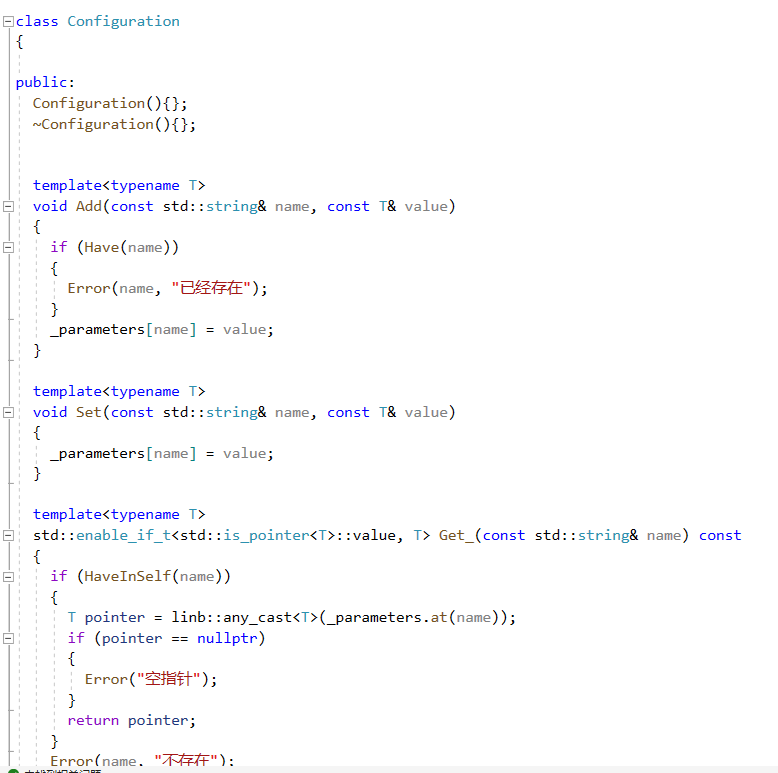 class Configuration
{
public:
Configuration(){};
~Configuration(){};
template<typename T>
void Add(const std::string& name, const T& value)
{
if (Have(name))
{
Error(name, "已经存在");
}
_parameters[name] = value;
}
template<typename T>
void Set(const std::string& name, const T& value)
{
_parameters[name] = value;
}
template<typename T>
std::enable_if_t<std::is_pointer<T>::value, T> Get_(const std::string& name) const
{
if (HaveInSelf(name))
{
T pointer = linb::any_cast<T>(_parameters.at(name));
if (pointer == nullptr)
{
Error("空指针");
}
return pointer;
}
Error(name, "不存在");